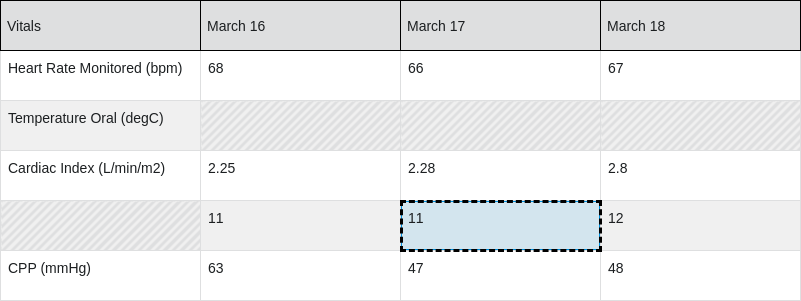 Vitals March 16 March 17 March 18
Heart Rate Monitored (bpm) 68 66 67
Temperature Oral (degC)
Cardiac Index (L/min/m2) 2.25 2.28 2.8
11 11 12
CPP (mmHg) 63 47 48